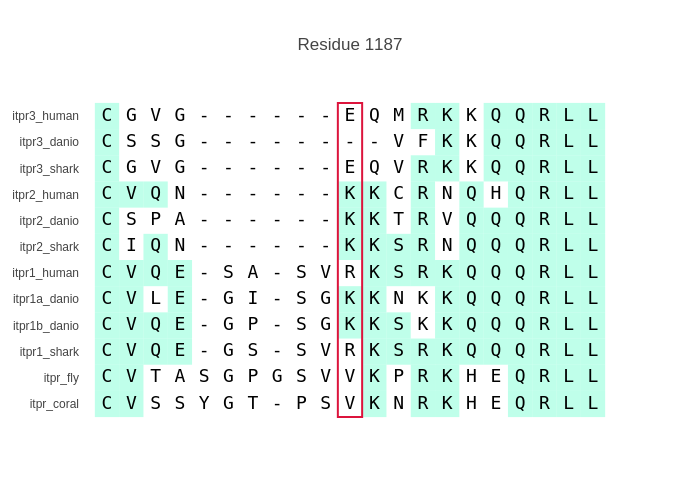 Residue 1187
itpr3_human C G V G - - - - - - E Q M R K K Q Q R L L
itpr3_danio C S S G - - - - - - - - V F K K Q Q R L L
itpr3_shark C G V G - - - - - - E Q V R K K Q Q R L L
itpr2_human C V Q N - - - - - - K K C R N Q H Q R L L
itpr2_danio C S P A - - - - - - K K T R V Q Q Q R L L
itpr2_shark C I Q N - - - - - - K K S R N Q Q Q R L L
itpr1_human C V Q E - S A - S V R K S R K Q Q Q R L L
itpr1a_danio C V L E - G I - S G K K N K K Q Q Q R L L
itpr1b_danio C V Q E - G P - S G K K S K K Q Q Q R L L
itpr1_shark C V Q E - G S - S V R K S R K Q Q Q R L L
itpr_fly C V T A S G P G S V V K P R K H E Q R L L
itpr_coral C V S S Y G T - P S V K N R K H E Q R L L